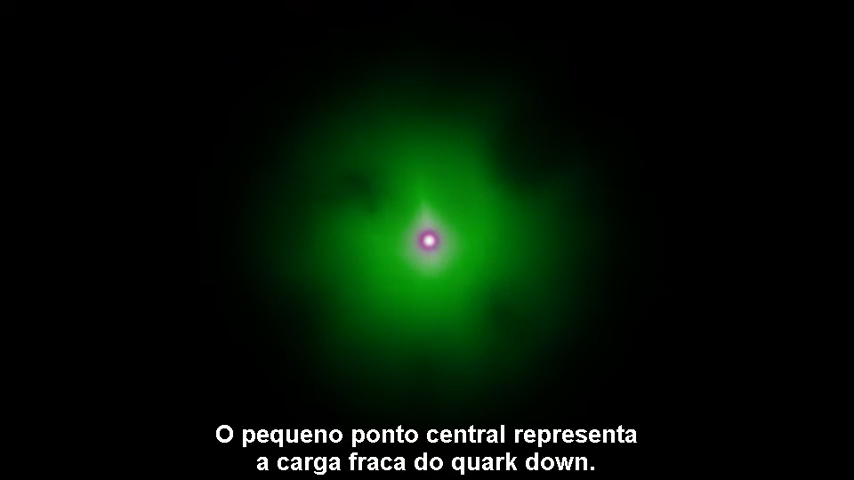 O pequeno ponto central representa
a carga fraca do quark down.